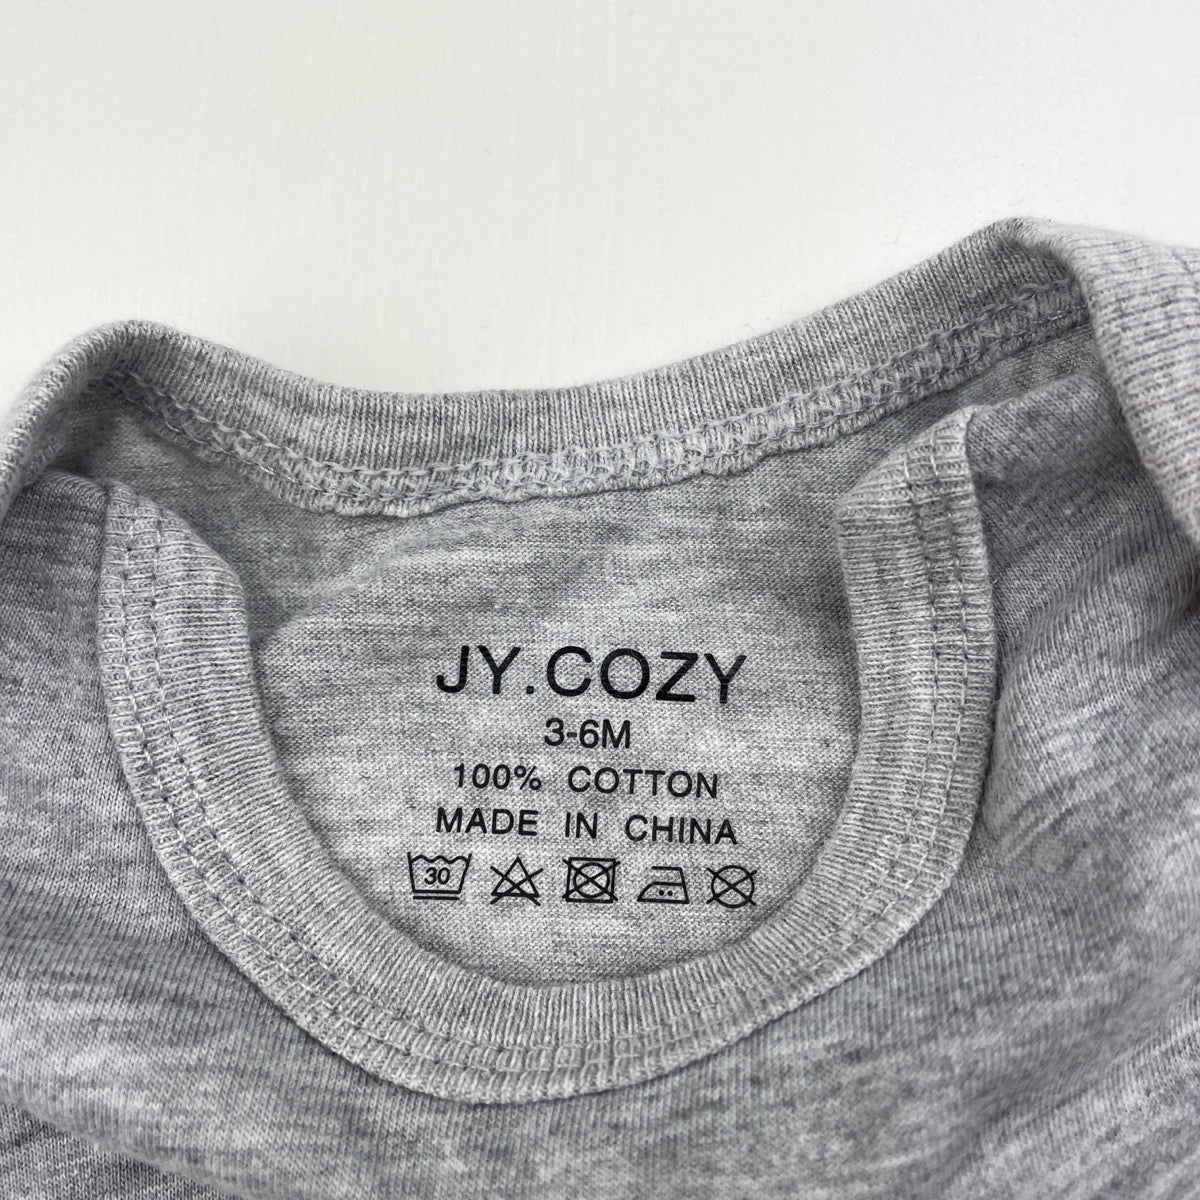 JY.COZY
3-6M
100% COTTON
MADE IN CHINA
30